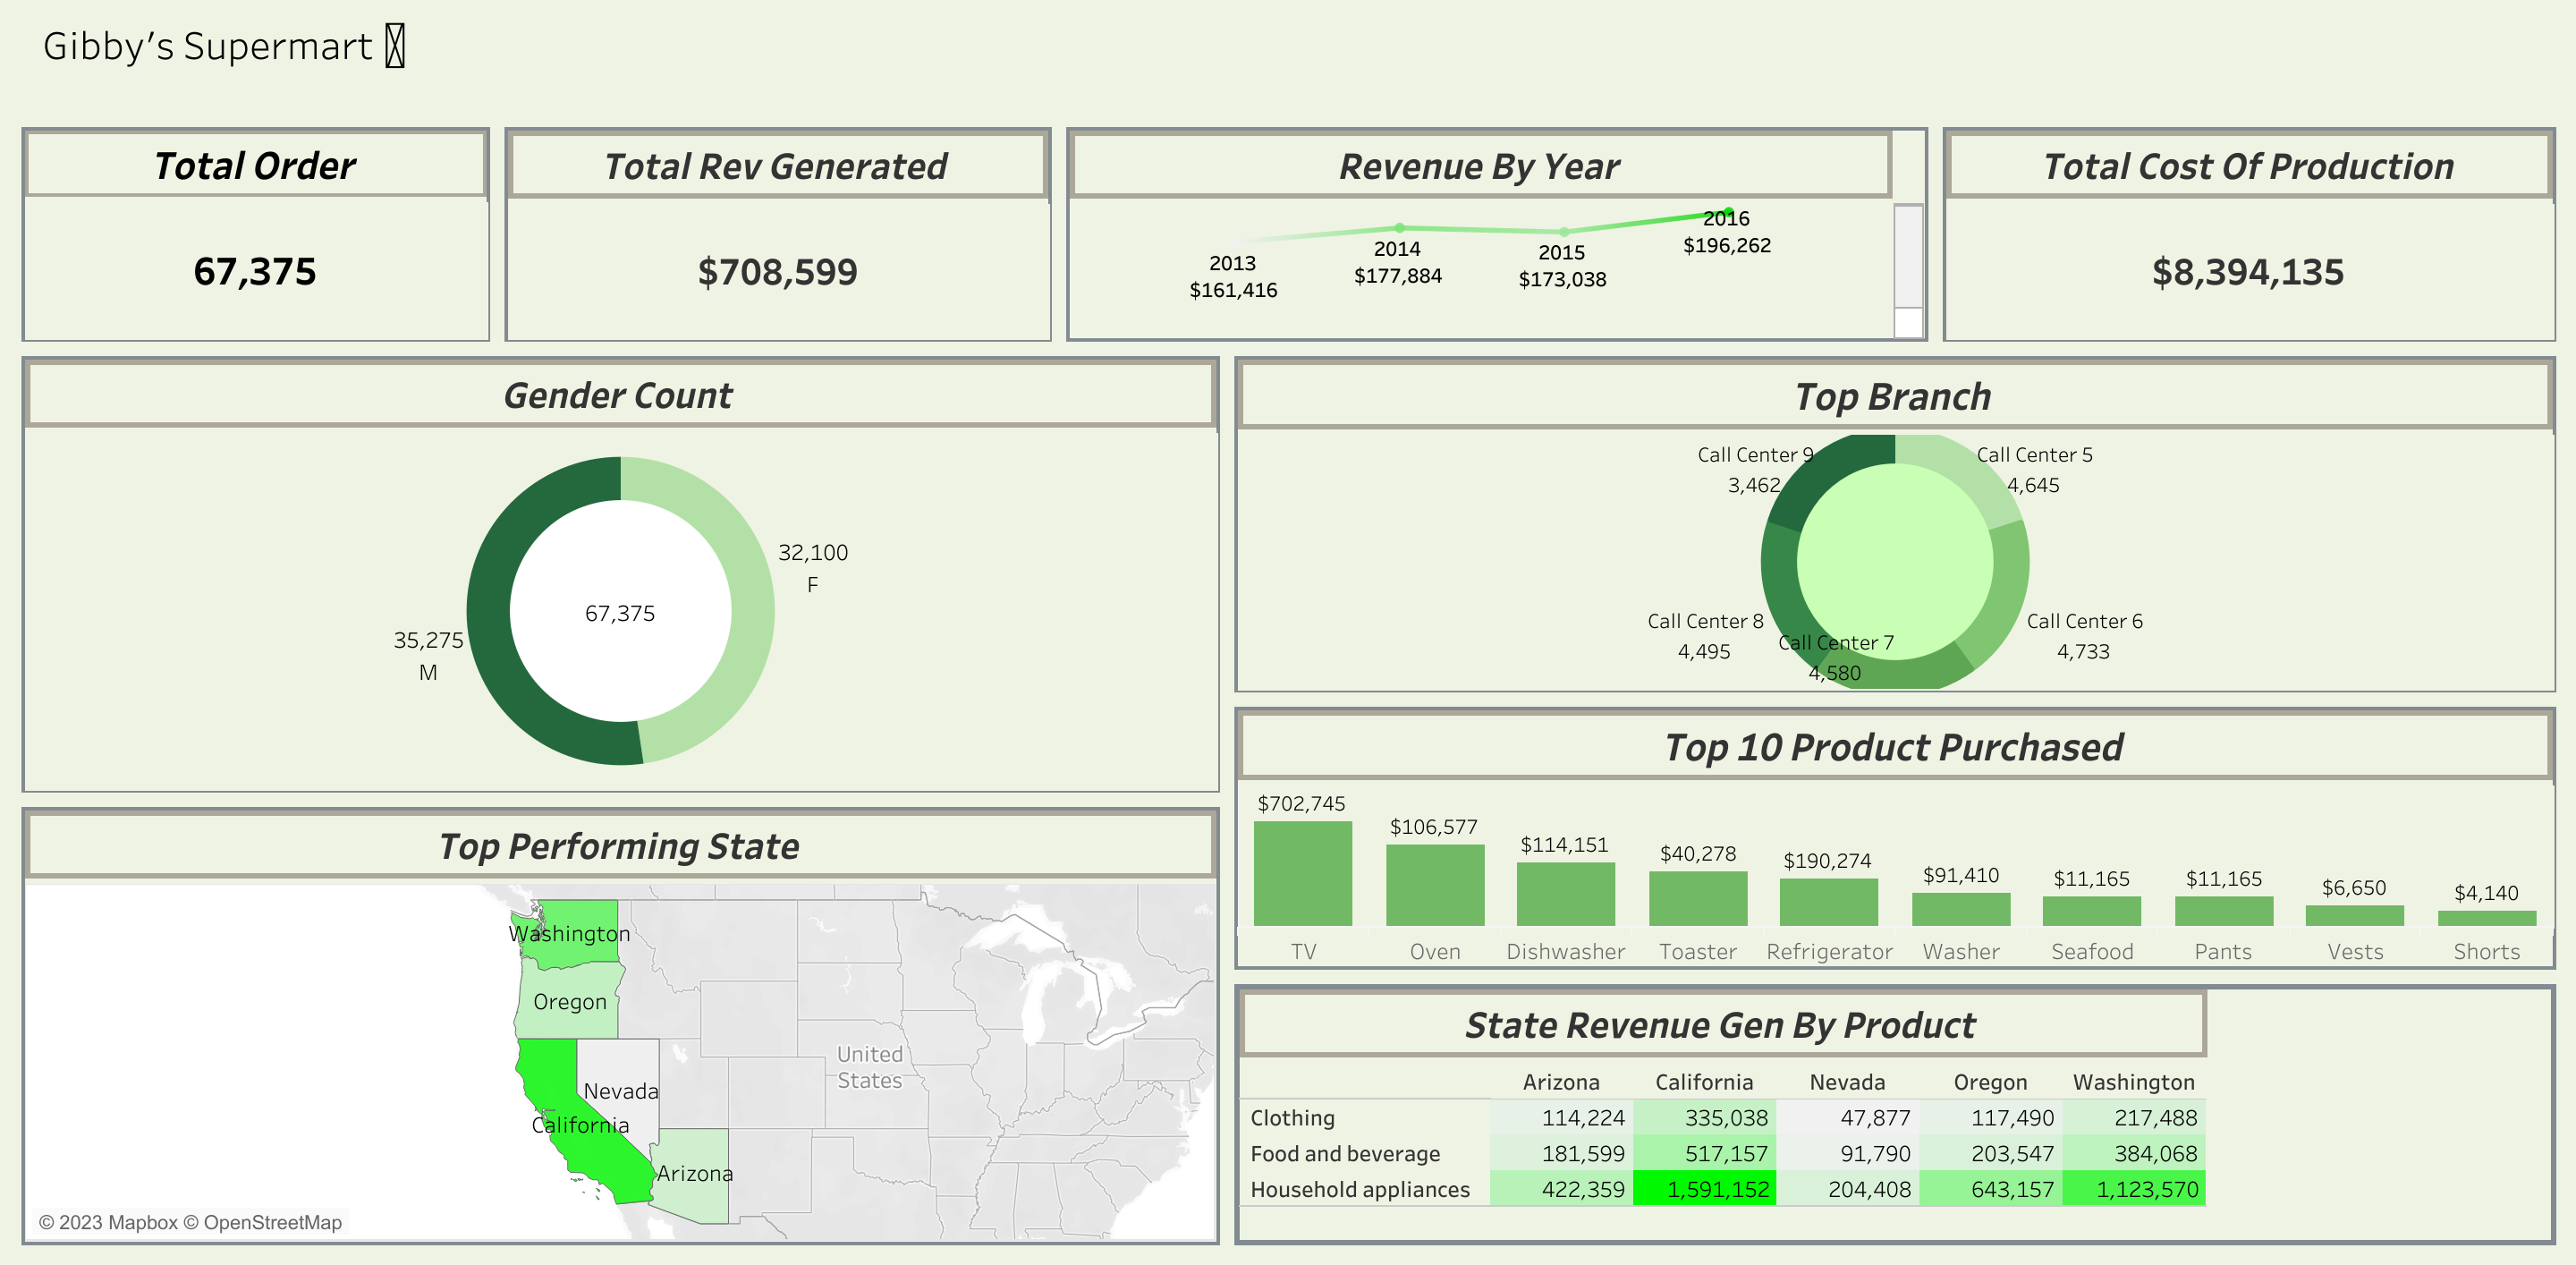 Gibby's Supermart
Total Order
67,375
Total Rev Generated
$708,599
Revenue By Year
2013
$161,416
2014
$177,884
2015
$173,038
2016
$196,262
Total Cost Of Production
$8,394,135
Gender Count
32,100
F
67,375
35,275
M
Top Branch
Call Center 9
3,462
Call Center 5
4,645
Call Center 8
4,495
Call Center 7
4,580
Call Center 6
4,733
Top 10 Product Purchased
$702,745
$106,577
$114,151
$40,278
$190,274
$91,410
$11,165
$11,165
$6,650
$4,140
TV
Oven
Dishwasher
Toaster
Refrigerator
Washer
Seafood
Pants
Vests
Shorts
Top Performing State
Washington
Oregon
Nevada
California
Arizona
United
States
© 2023 Mapbox © OpenStreetMap
State Revenue Gen By Product
Arizona California Nevada Oregon Washington
Clothing 114,224 335,038 47,877 117,490 217,488
Food and beverage 181,599 517,157 91,790 203,547 384,068
Household appliances 422,359 1,591,152 204,408 643,157 1,123,570